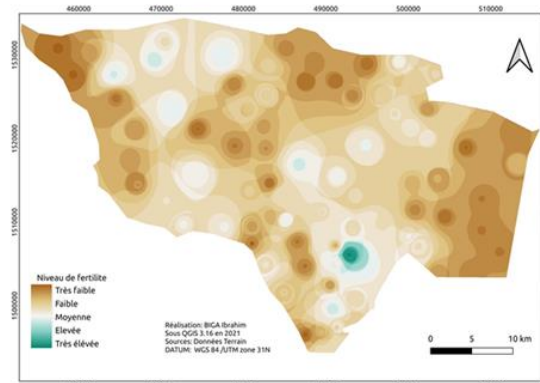 460000 470000 480000 490000 500000 510000
1530000
1520000
1510000
1500000
Niveau de fertilite
Très faible
Faible
Moyenne
Elevée
Très élévée
Réalisation: BIGA Ibrahim
Sous QGIS 3.16 en 2021
Sources: Données Terrain
DATUM: WGS 84 /UTM zone 31N
0 5 10 km